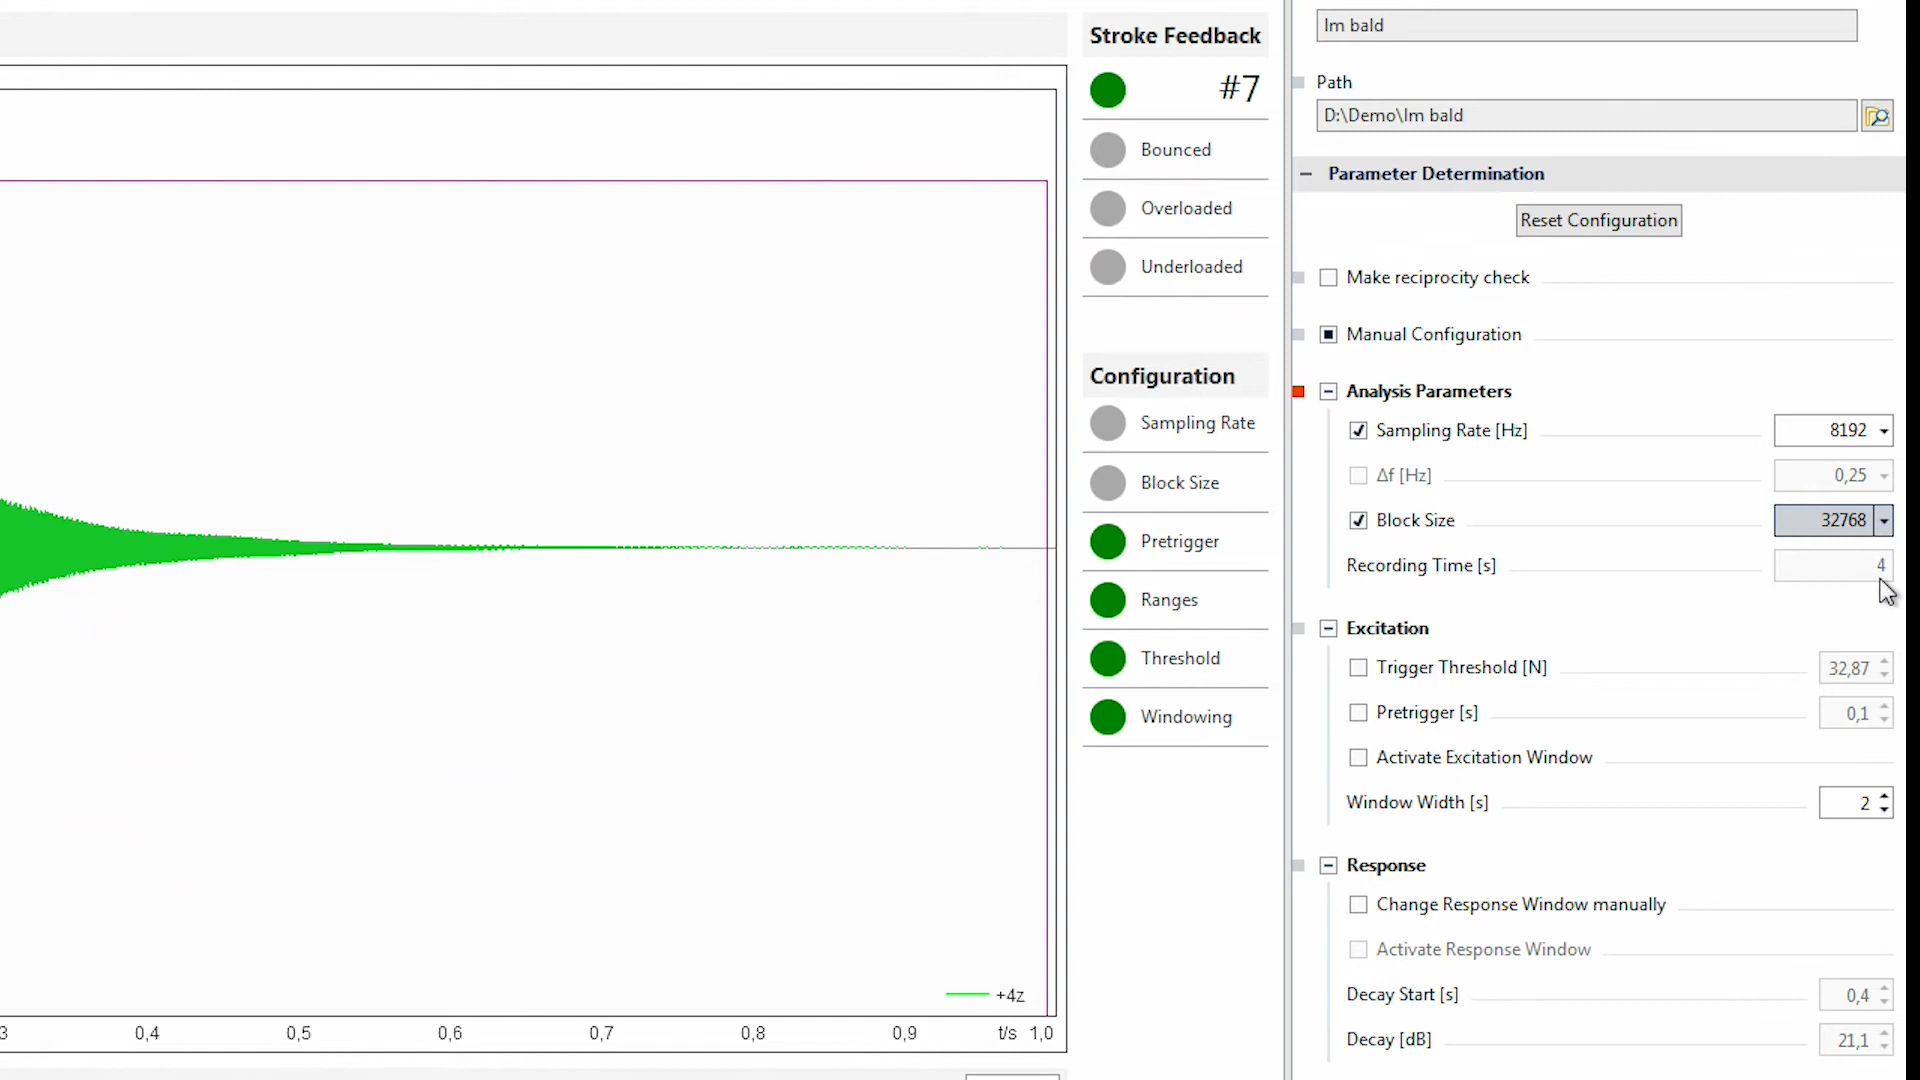 +4z
3 0,4 0,5 0,6 0,7 0,8 0,9 t/s 1,0
Stroke Feedback
#7
Bounced
Overloaded
Underloaded
Configuration
Sampling Rate
Block Size
Pretrigger
Ranges
Threshold
Windowing
Im bald
Path
D:\Demo\Im bald
Parameter Determination
Reset Configuration
Make reciprocity check
Manual Configuration
Analysis Parameters
Sampling Rate [Hz] 8192
Δf [Hz] 0,25
Block Size 32768
Recording Time [s] 4
Excitation
Trigger Threshold [N] 32,87
Pretrigger [s] 0,1
Activate Excitation Window
Window Width [s] 2
Response
Change Response Window manually
Activate Response Window
Decay Start [s] 0,4
Decay [dB] 21,1